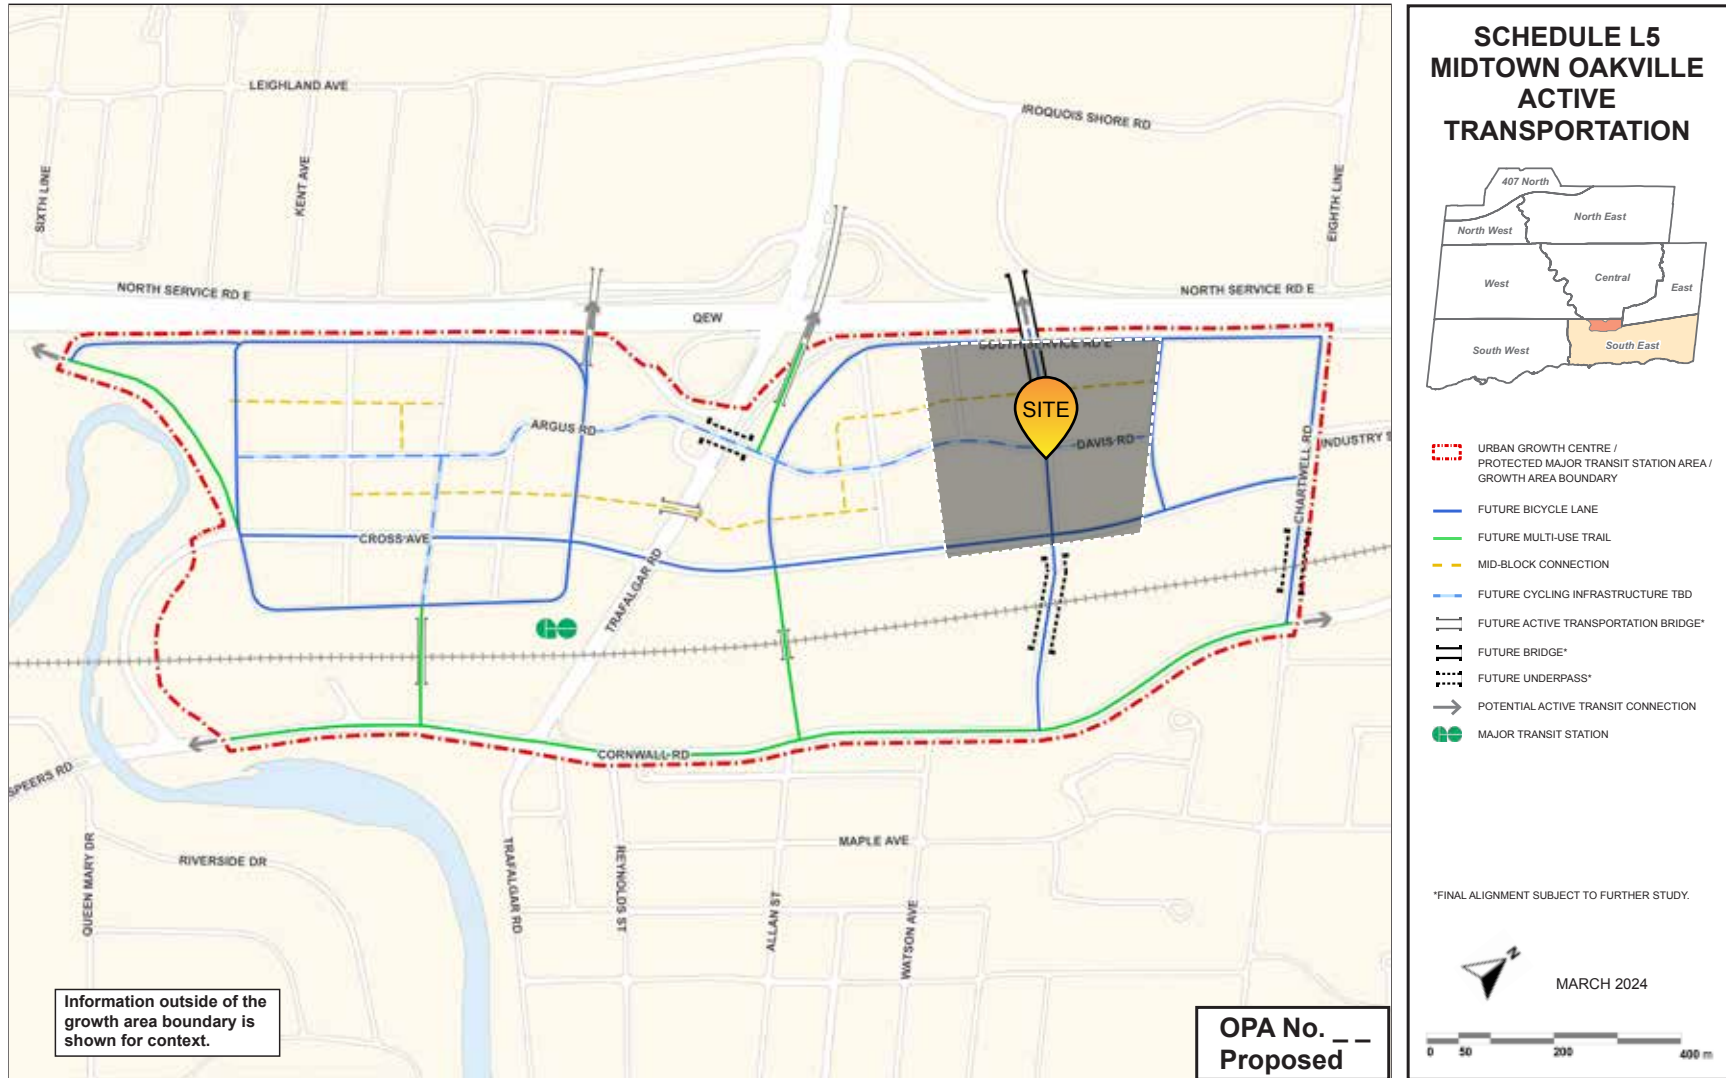 LEIGHLAND AVE
IROQUOIS SHORE RD
SIXTH LINE
KENT AVE
EIGHTH LINE
NORTH SERVICE RD E
NORTH SERVICE RD E
QEW
SOUTH SERVICE RD E
SITE
ARGUS RD
DAVIS RD
INDUSTRY S
CHARTWELL RD
CROSS AVE
TRAFALGAR RD
GO
CORNWALL RD
SPEERS RD
MAPLE AVE
RIVERSIDE DR
QUEEN MARY DR
TRAFALGAR RD
REYNOLDS ST
ALLAN ST
WATSON AVE
Information outside of the
growth area boundary is
shown for context.
OPA No. _ _
Proposed
SCHEDULE L5
MIDTOWN OAKVILLE
ACTIVE
TRANSPORTATION
407 North
North East
North West
West
Central
East
South West
South East
URBAN GROWTH CENTRE /
PROTECTED MAJOR TRANSIT STATION AREA /
GROWTH AREA BOUNDARY
FUTURE BICYCLE LANE
FUTURE MULTI-USE TRAIL
MID-BLOCK CONNECTION
FUTURE CYCLING INFRASTRUCTURE TBD
FUTURE ACTIVE TRANSPORTATION BRIDGE*
FUTURE BRIDGE*
FUTURE UNDERPASS*
POTENTIAL ACTIVE TRANSIT CONNECTION
GO
MAJOR TRANSIT STATION
*FINAL ALIGNMENT SUBJECT TO FURTHER STUDY.
N
MARCH 2024
0 50 200 400 m